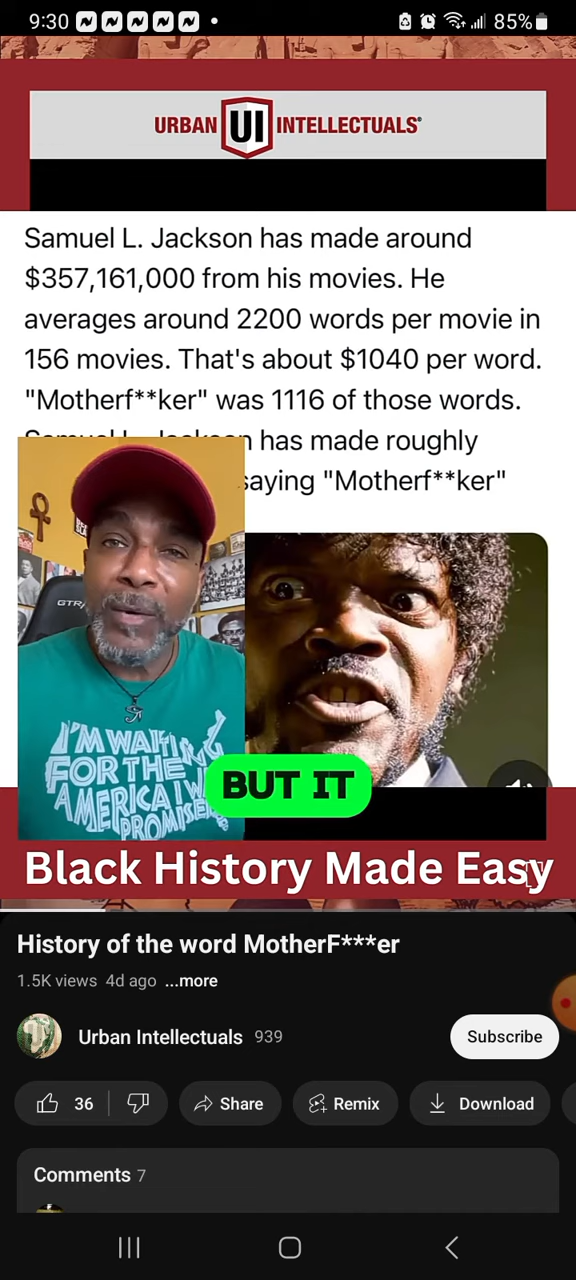 9:30
85%
URBAN UI INTELLECTUALS®
Samuel L. Jackson has made around
$357,161,000 from his movies. He
averages around 2200 words per movie in
156 movies. That's about $1040 per word.
"Motherf**ker" was 1116 of those words.
Samuel L. Jackson has made roughly
saying "Motherf**ker"
GTR
I'M WAITING
FOR THE
AMERICA I W
PROMISE
BUT IT
Black History Made Easy
History of the word MotherF***er
1.5K views 4d ago ...more
Urban Intellectuals 939
Subscribe
36
Share
Remix
Download
Comments 7